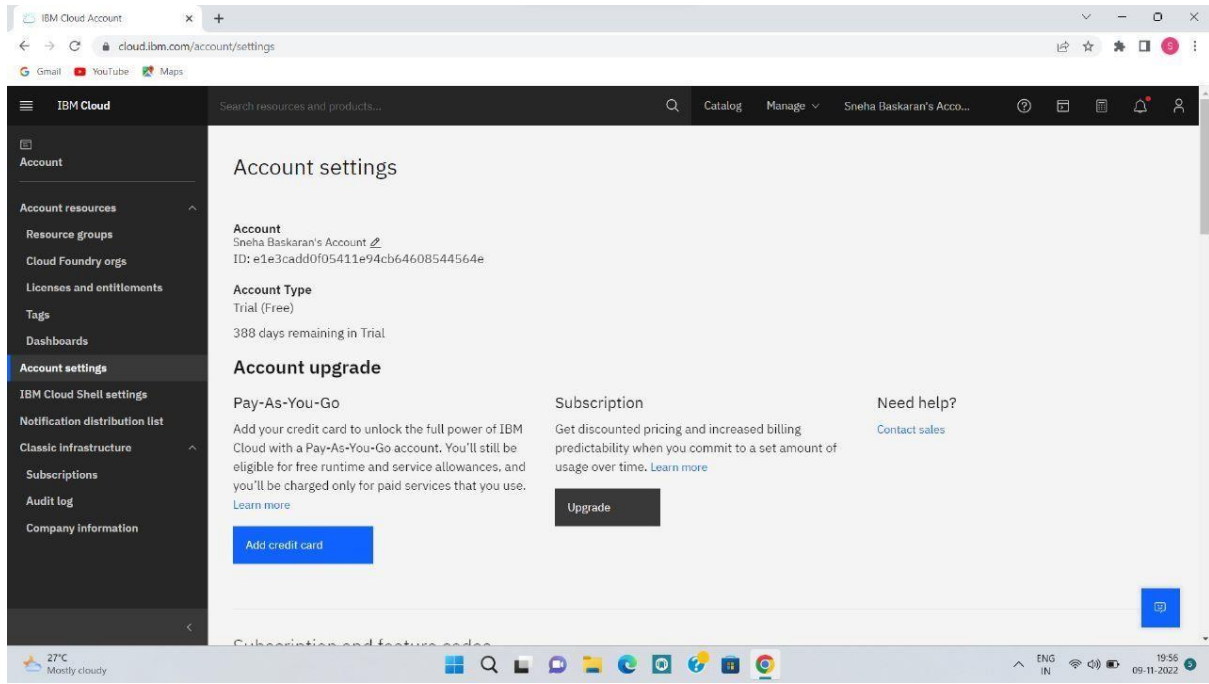 IBM Cloud Account
cloud.ibm.com/account/settings
S
Gmail
YouTube
Maps
IBM Cloud
Search resources and products...
Catalog
Manage
Sneha Baskaran's Acco...
Account
Account resources
Resource groups
Cloud Foundry orgs
Licenses and entitlements
Tags
Dashboards
Account settings
IBM Cloud Shell settings
Notification distribution list
Classic infrastructure
Subscriptions
Audit log
Company information
Account settings
Account
Sneha Baskaran's Account
ID: e1e3cadd0f05411e94cb64608544564e
Account Type
Trial (Free)
388 days remaining in Trial
Account upgrade
Pay-As-You-Go
Add your credit card to unlock the full power of IBM
Cloud with a Pay-As-You-Go account. You'll still be
eligible for free runtime and service allowances, and
you'll be charged only for paid services that you use.
Learn more
Add credit card
Subscription
Get discounted pricing and increased billing
predictability when you commit to a set amount of
usage over time. Learn more
Upgrade
Need help?
Contact sales
Subscription and feature codes
27°C
Mostly cloudy
ENG
IN
19:56
09-11-2022
5